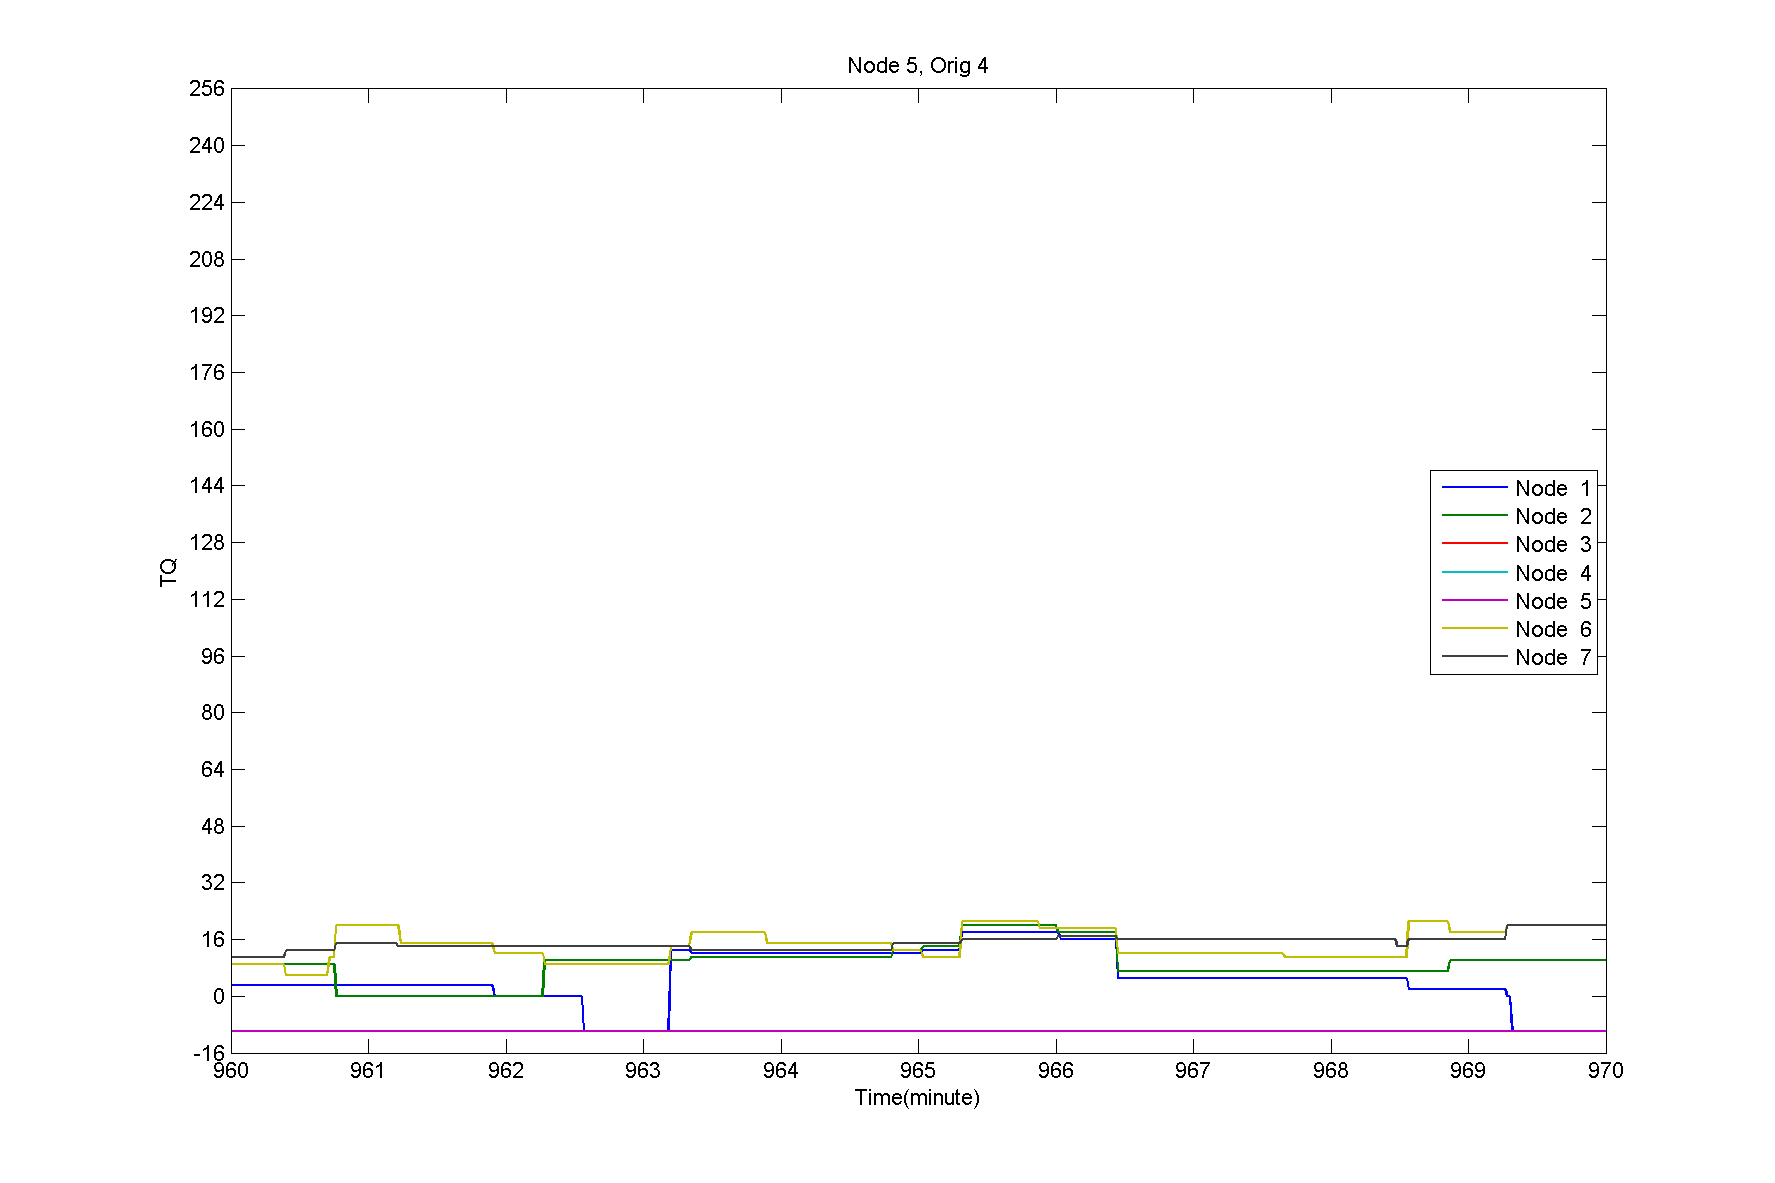 Node 5, Orig 4
256
240
224
208
192
176
160
144
128
112
96
80
64
48
32
16
0
-16
TQ
Node 1
Node 2
Node 3
Node 4
Node 5
Node 6
Node 7
960 961 962 963 964 965 966 967 968 969 970
Time(minute)